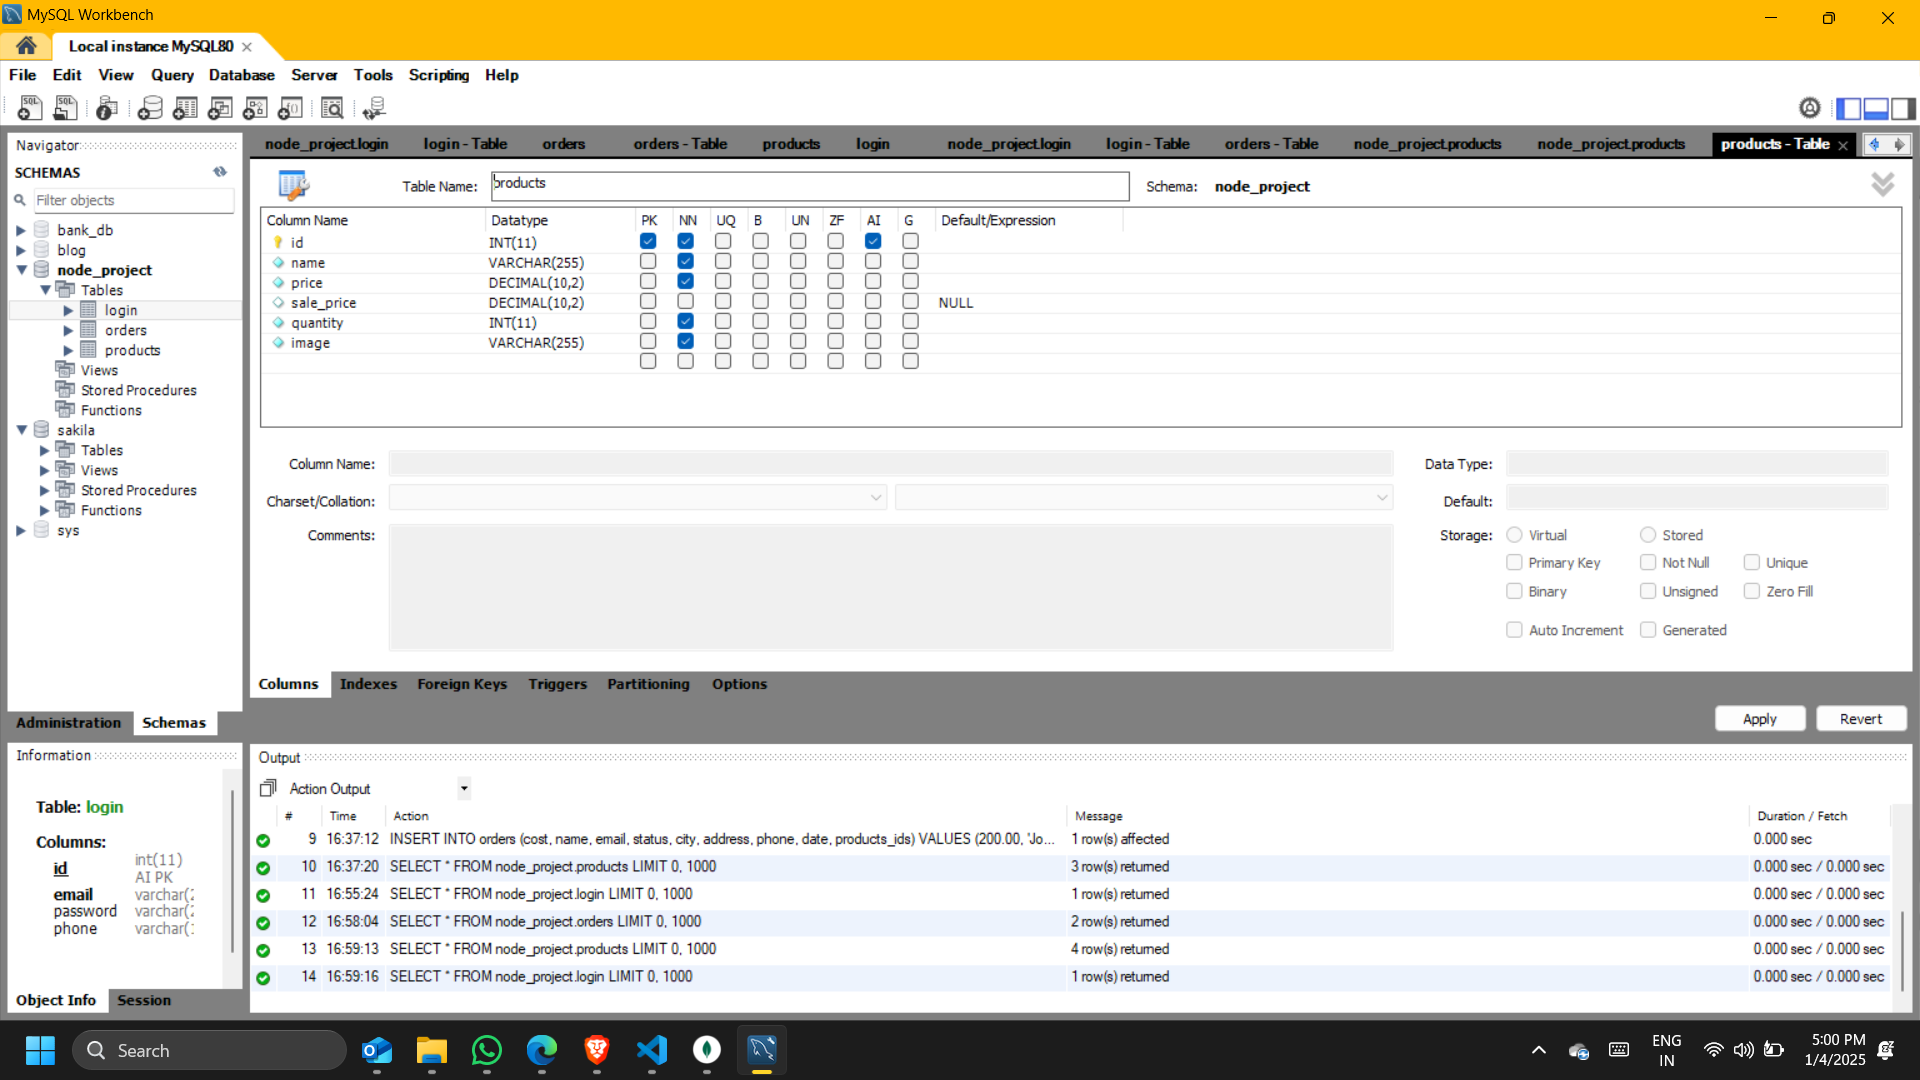 MySQL Workbench
Local instance MySQL80
File Edit View Query Database Server Tools Scripting Help
Navigator
SCHEMAS
Filter objects
bank_db
blog
node_project
Tables
login
orders
products
Views
Stored Procedures
Functions
sakila
Tables
Views
Stored Procedures
Functions
sys
Administration Schemas
Information
Table: login
Columns:
id int(11) AI PK
email varchar(2
password varchar(2
phone varchar(
Object Info Session
node_project.login login - Table orders orders - Table products login node_project.login login - Table orders - Table node_project.products node_project.products products - Table
Table Name: products Schema: node_project
Column Name Datatype PK NN UQ B UN ZF AI G Default/Expression
id INT(11)
name VARCHAR(255)
price DECIMAL(10,2)
sale_price DECIMAL(10,2) NULL
quantity INT(11)
image VARCHAR(255)
Column Name: Data Type:
Charset/Collation: Default:
Comments: Storage: Virtual Stored
Primary Key Not Null Unique
Binary Unsigned Zero Fill
Auto Increment Generated
Columns Indexes Foreign Keys Triggers Partitioning Options
Apply Revert
Output
Action Output
# Time Action Message Duration / Fetch
9 16:37:12 INSERT INTO orders (cost, name, email, status, city, address, phone, date, products_ids) VALUES (200.00, 'Jo... 1 row(s) affected 0.000 sec
10 16:37:20 SELECT * FROM node_project.products LIMIT 0, 1000 3 row(s) returned 0.000 sec / 0.000 sec
11 16:55:24 SELECT * FROM node_project.login LIMIT 0, 1000 1 row(s) returned 0.000 sec / 0.000 sec
12 16:58:04 SELECT * FROM node_project.orders LIMIT 0, 1000 2 row(s) returned 0.000 sec / 0.000 sec
13 16:59:13 SELECT * FROM node_project.products LIMIT 0, 1000 4 row(s) returned 0.000 sec / 0.000 sec
14 16:59:16 SELECT * FROM node_project.login LIMIT 0, 1000 1 row(s) returned 0.000 sec / 0.000 sec
Search
ENG
IN
5:00 PM
1/4/2025